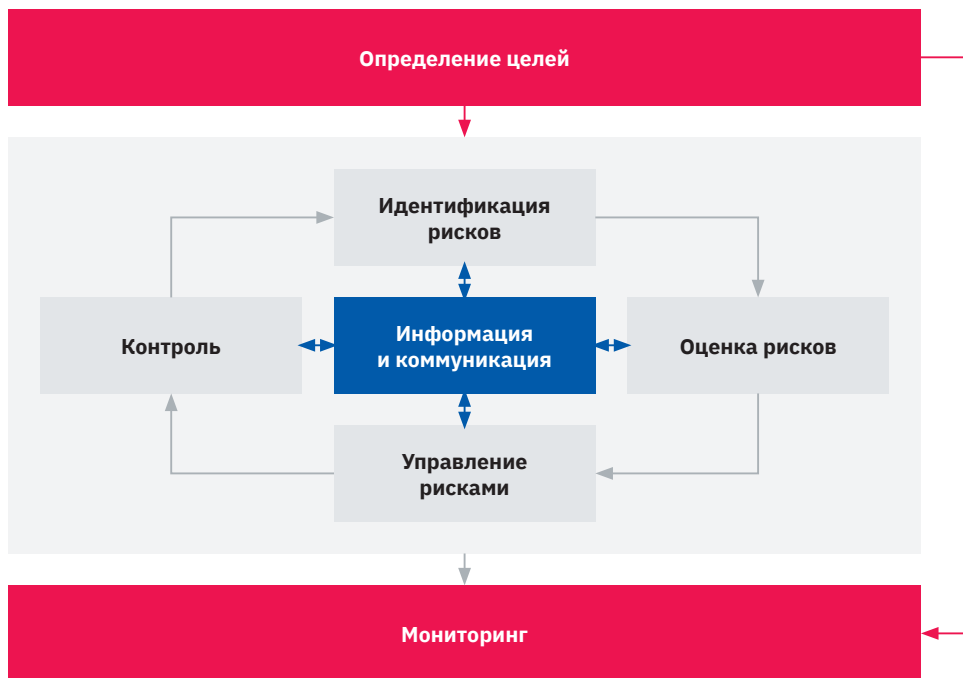 Определение целей
Идентификация
рисков
Контроль
Информация
и коммуникация
Оценка рисков
Управление
рисками
Мониторинг